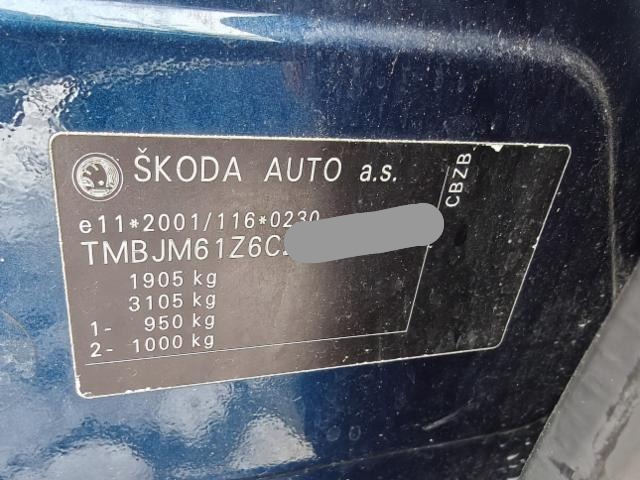 ŠKODA AUTO a.s.
CBZB
e11*2001/116*0230
TMBJM61Z6C
1905 kg
3105 kg
1- 950 kg
2- 1000 kg